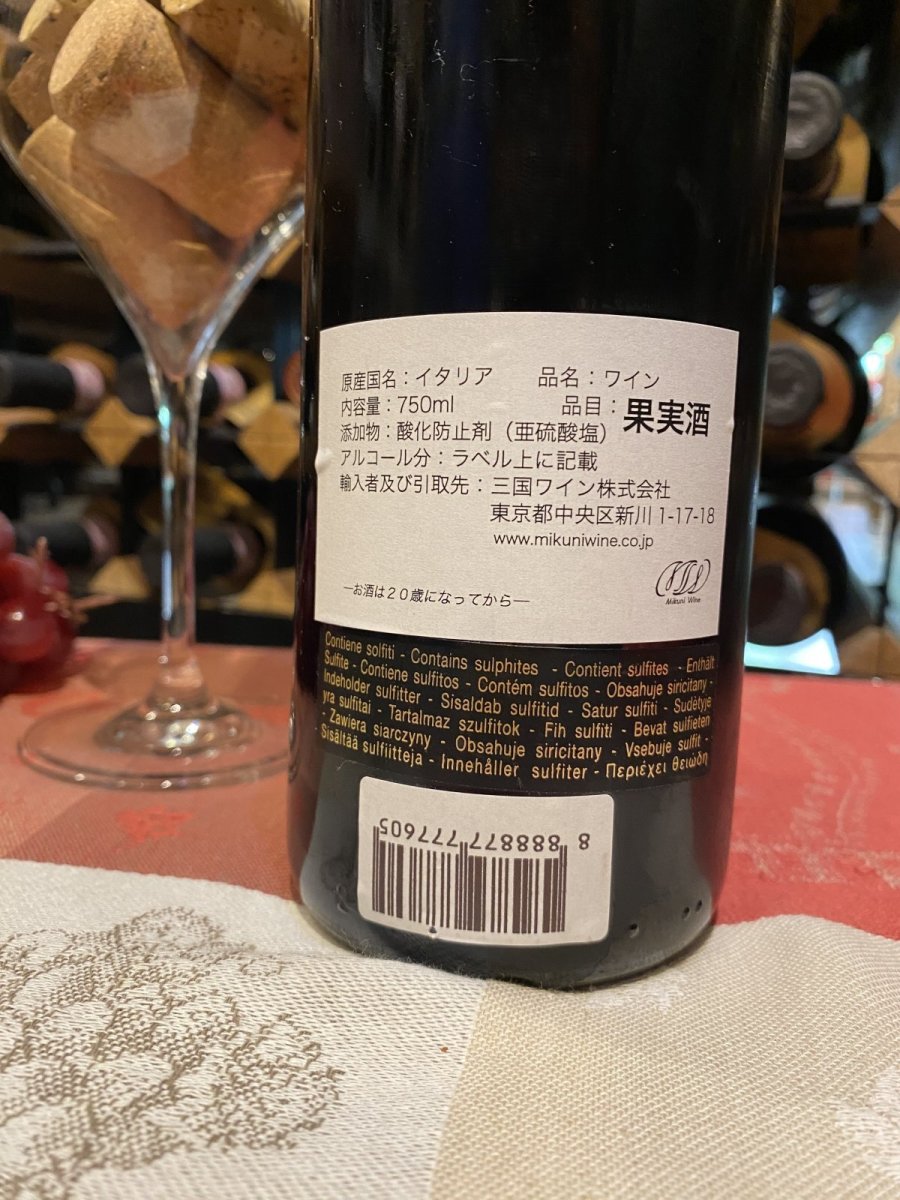 原産国名：イタリア　　品名：ワイン
内容量：750ml　　品目：果実酒
添加物：酸化防止剤（亜硫酸塩）
アルコール分：ラベル上に記載
輸入者及び引取先：三国ワイン株式会社
東京都中央区新川1-17-18
www.mikuniwine.co.jp
Mikuni Wine
―お酒は２０歳になってから―
Contiene solfiti - Contains sulphites - Contient sulfites - Enthält
Sulfite - Contiene sulfitos - Contém sulfitos - Obsahuje siricitany -
Indeholder sulfitter - Sisaldab sulfitid - Satur sulfiti - Sudėtyje
yra sulfitai - Tartalmaz szulfitok - Fih sulfiti - Bevat sulfieten
- Zawiera siarczyny - Obsahuje siricitany - Vsebuje sulfit -
Sisältää sulfiitteja - Innehåller sulfiter - Περιέχει θειώδη
8 888877 777605